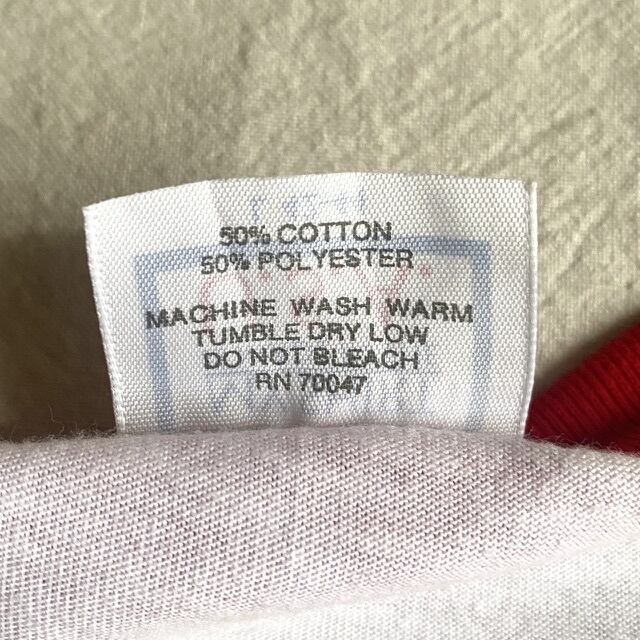 50% COTTON
50% POLYESTER
MACHINE WASH WARM
TUMBLE DRY LOW
DO NOT BLEACH
RN 70047